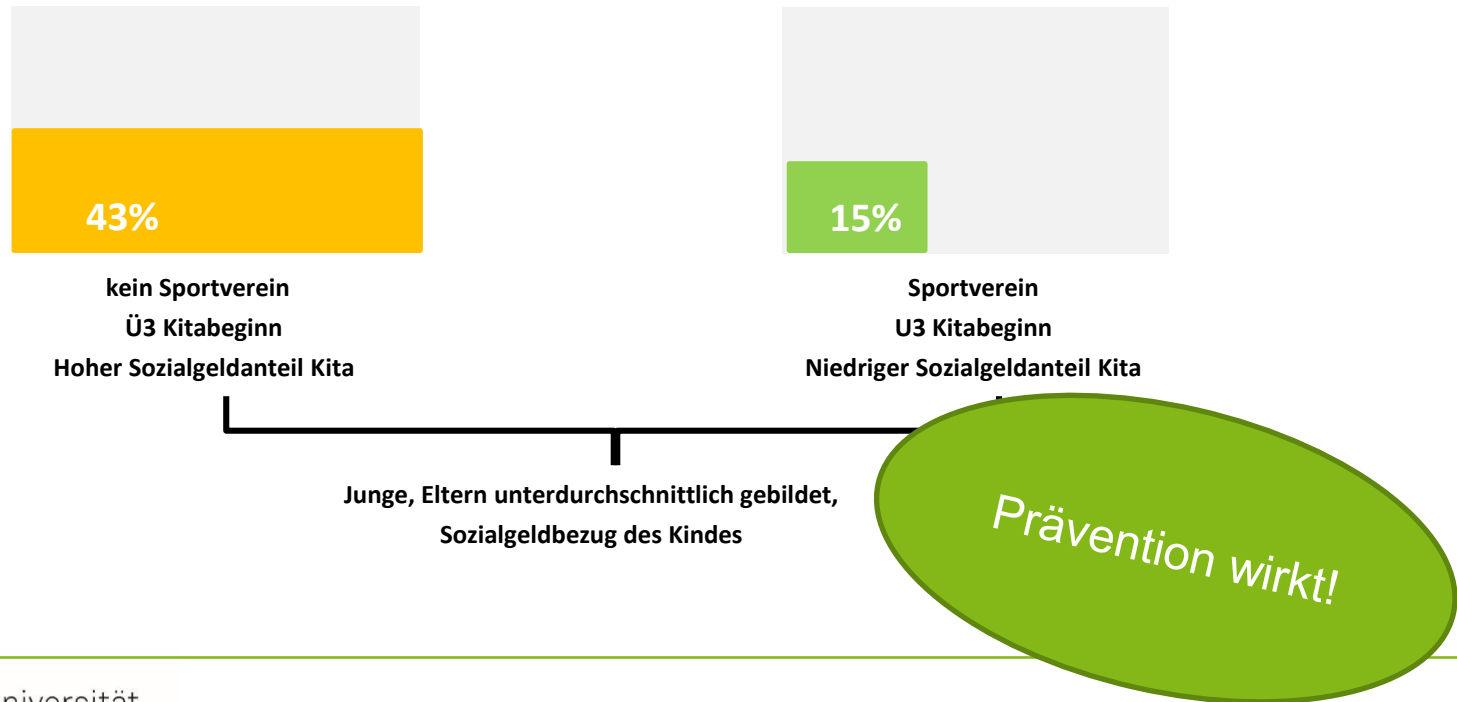 43%
15%
kein Sportverein
Ü3 Kitabeginn
Hoher Sozialgeldanteil Kita
Sportverein
U3 Kitabeginn
Niedriger Sozialgeldanteil Kita
Junge, Eltern unterdurchschnittlich gebildet,
Sozialgeldbezug des Kindes
Prävention wirkt!